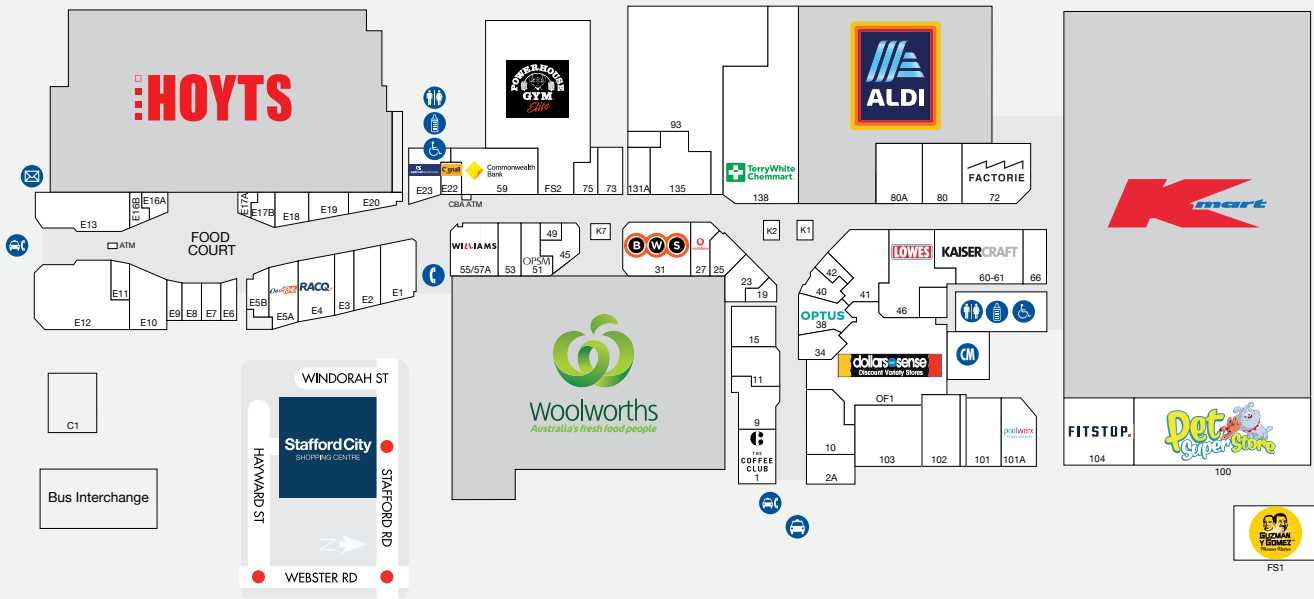 HOYTS
POWERHOUSE
GYM
Elite
ALDI
Kmart
93
TerryWhite
Chemmart
138
131A
135
Commonwealth
Bank
59
FS2
75
73
E23
E22
CBA ATM
80A
80
FACTORIE
72
E13
E16B
E16A
E17A
E17B
E18
E19
E20
ATM
FOOD
COURT
WILLIAMS
55/57A
53
OPSM
51
49
45
K7
BWS
31
vodafone
27
25
23
19
K2
K1
LOWES
KAISERCRAFT
60-61
66
42
40
41
46
OPTUS
38
34
E12
E11
E10
E9
E8
E7
E6
E5B
E5A
RACQ
E4
E3
E2
E1
Woolworths
Australia's fresh food people
15
11
9
THE
COFFEE
CLUB
1
dollars and sense
Discount Variety Stores
CM
OF1
10
2A
103
102
101
poolwerx
101A
FITSTOP.
104
Pet
Super Store
100
GUZMAN
Y GOMEZ
Mexican Kitchen
FS1
C1
Bus Interchange
WINDORAH ST
Stafford City
SHOPPING CENTRE
HAYWARD ST
STAFFORD RD
N
WEBSTER RD